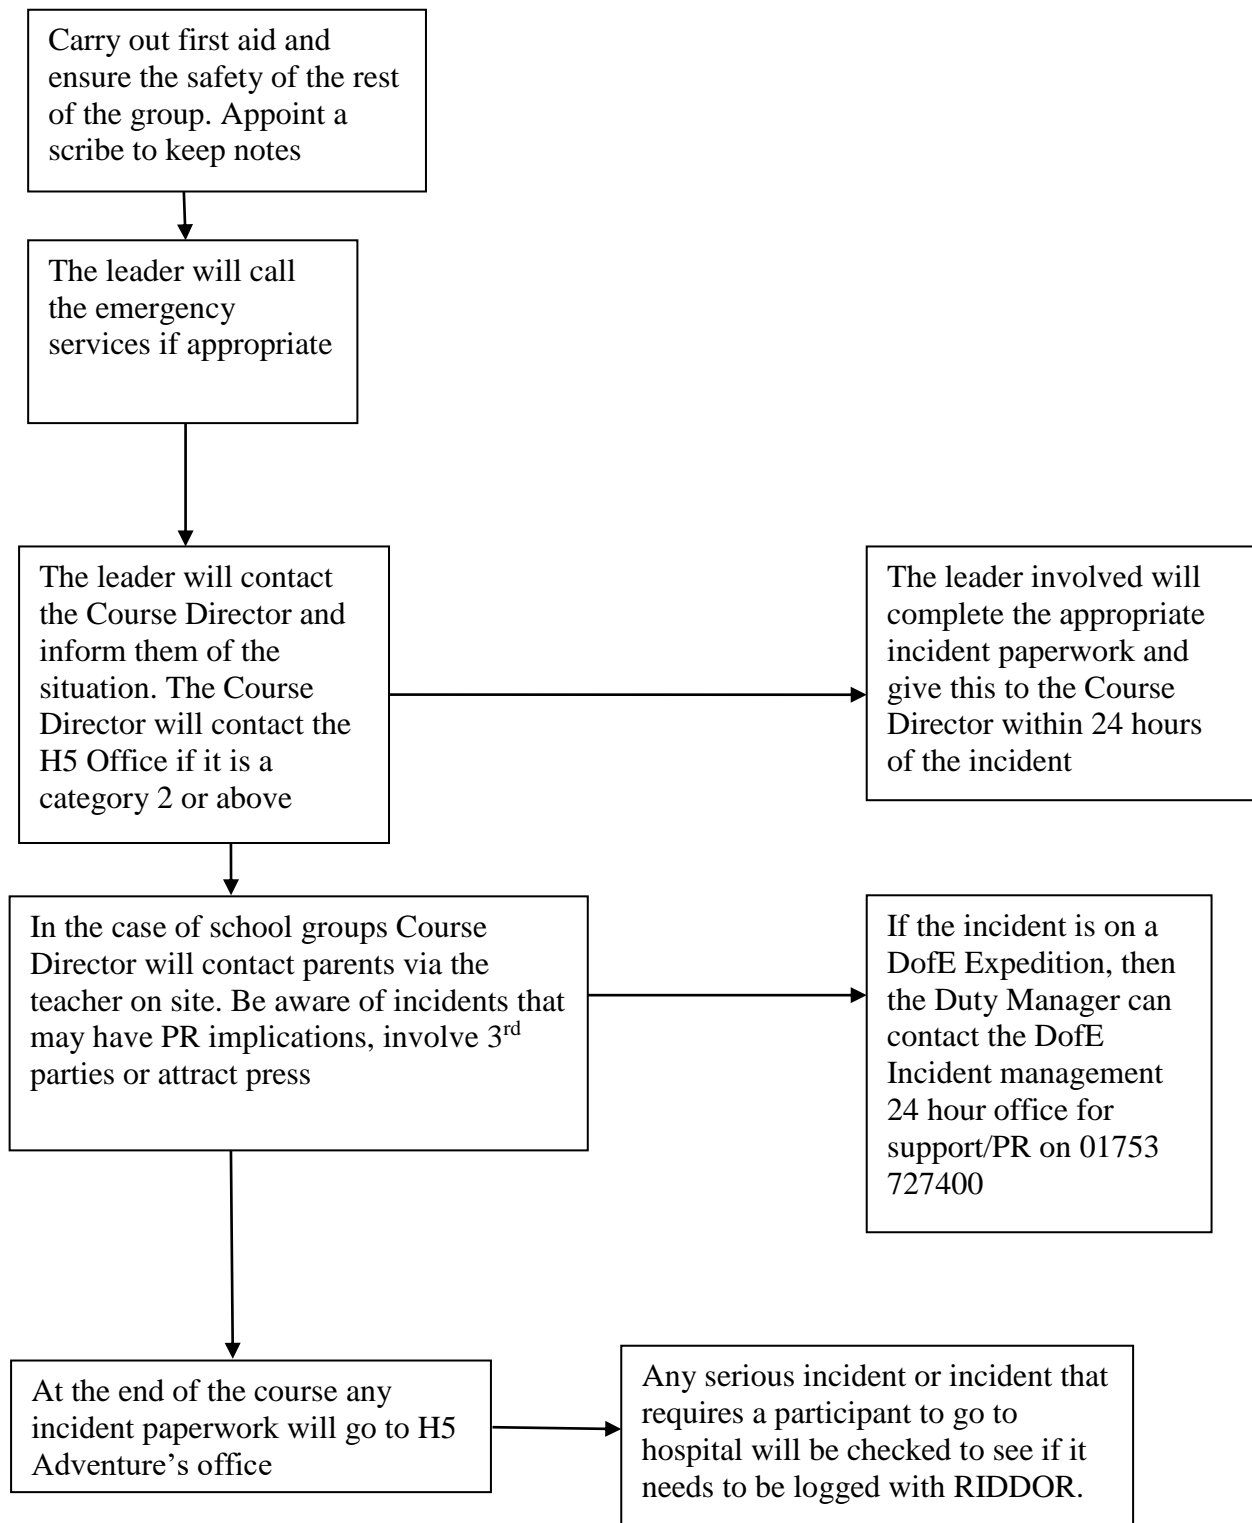 Carry out first aid and
ensure the safety of the rest
of the group. Appoint a
scribe to keep notes
The leader will call
the emergency
services if appropriate
The leader will contact
the Course Director and
inform them of the
situation. The Course
Director will contact the
H5 Office if it is a
category 2 or above
The leader involved will
complete the appropriate
incident paperwork and
give this to the Course
Director within 24 hours
of the incident
In the case of school groups Course
Director will contact parents via the
teacher on site. Be aware of incidents that
may have PR implications, involve 3rd
parties or attract press
If the incident is on a
DofE Expedition, then
the Duty Manager can
contact the DofE
Incident management
24 hour office for
support/PR on 01753
727400
At the end of the course any
incident paperwork will go to H5
Adventure’s office
Any serious incident or incident that
requires a participant to go to
hospital will be checked to see if it
needs to be logged with RIDDOR.